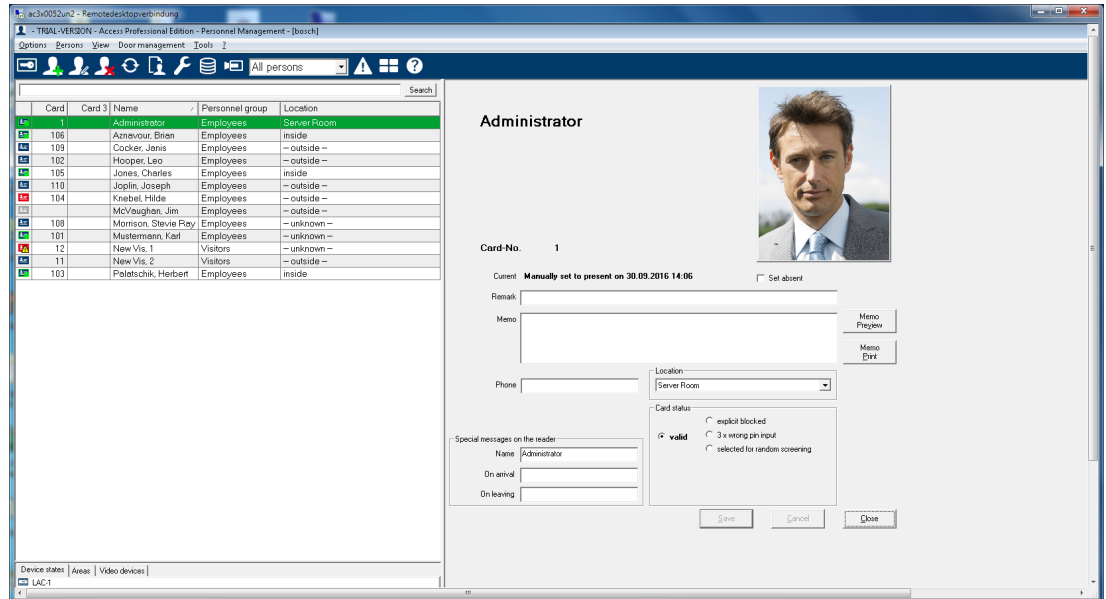 ac3x0052un2 - Remotedesktopverbindung
- TRIAL-VERSION - Access Professional Edition - Personnel Management - [bosch]
Options Persons View Door management Tools ?
All persons
Search
Card Card 3 Name Personnel group Location
1 Administrator Employees Server Room
106 Aznavour, Brian Employees inside
109 Cocker, Janis Employees -- outside --
102 Hooper, Leo Employees -- outside --
105 Jones, Charles Employees inside
110 Joplin, Joseph Employees -- outside --
104 Knebel, Hilde Employees -- outside --
McVaughan, Jim Employees -- outside --
108 Morrison, Stevie Ray Employees -- unknown --
101 Mustermann, Karl Employees -- unknown --
12 New Vis, 1 Visitors -- unknown --
11 New Vis, 2 Visitors -- outside --
103 Palatschik, Herbert Employees inside
Administrator
Card-No. 1
Current Manually set to present on 30.09.2016 14:06 Set absent
Remark
Memo
Memo Preview
Memo Print
Phone
Location
Server Room
Card status
explicit blocked
valid 3 x wrong pin input
selected for random screening
Special messages on the reader
Name Administrator
On arrival
On leaving
Save Cancel Close
Device states Areas Video devices
LAC-1